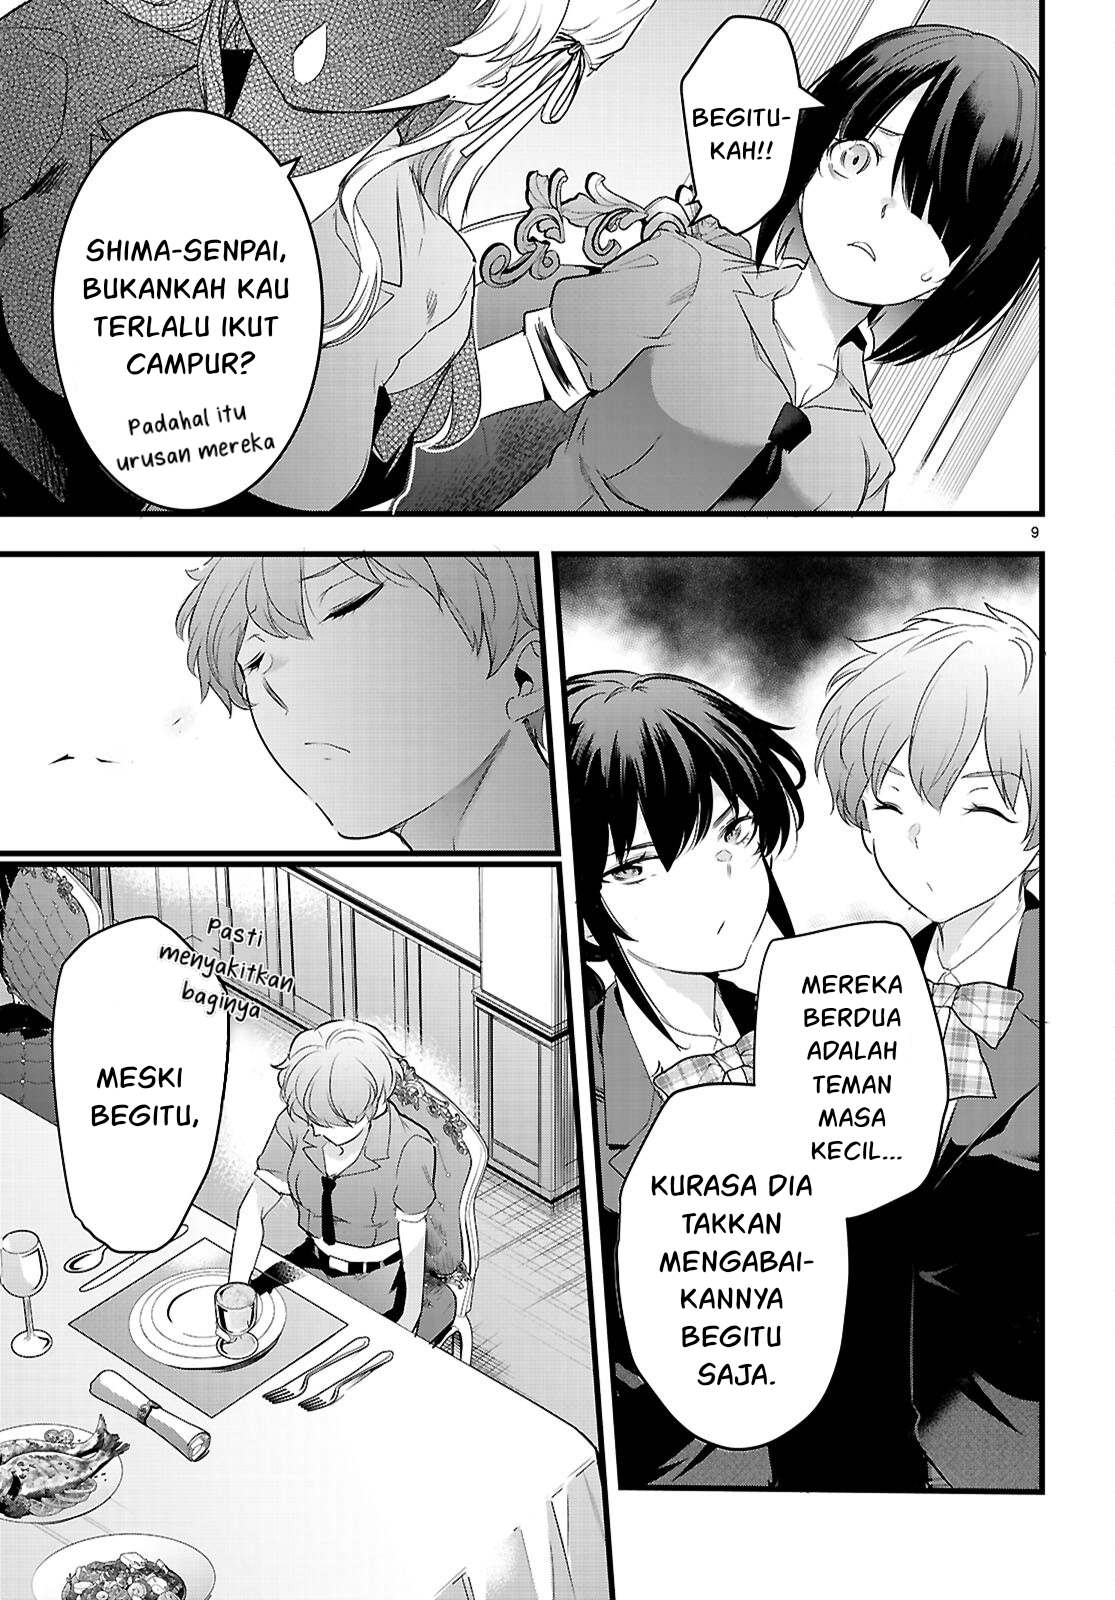 BEGITU-
KAH!!
SHIMA-SENPAI,
BUKANKAH KAU
TERLALU IKUT
CAMPUR?
Padahal itu
urusan mereka
9
MEREKA
BERDUA
ADALAH
TEMAN
MASA
KECIL...
KURASA DIA
TAKKAN
MENGABAI-
KANNYA
BEGITU
SAJA.
Pasti
menyakitkan
baginya
MESKI
BEGITU,